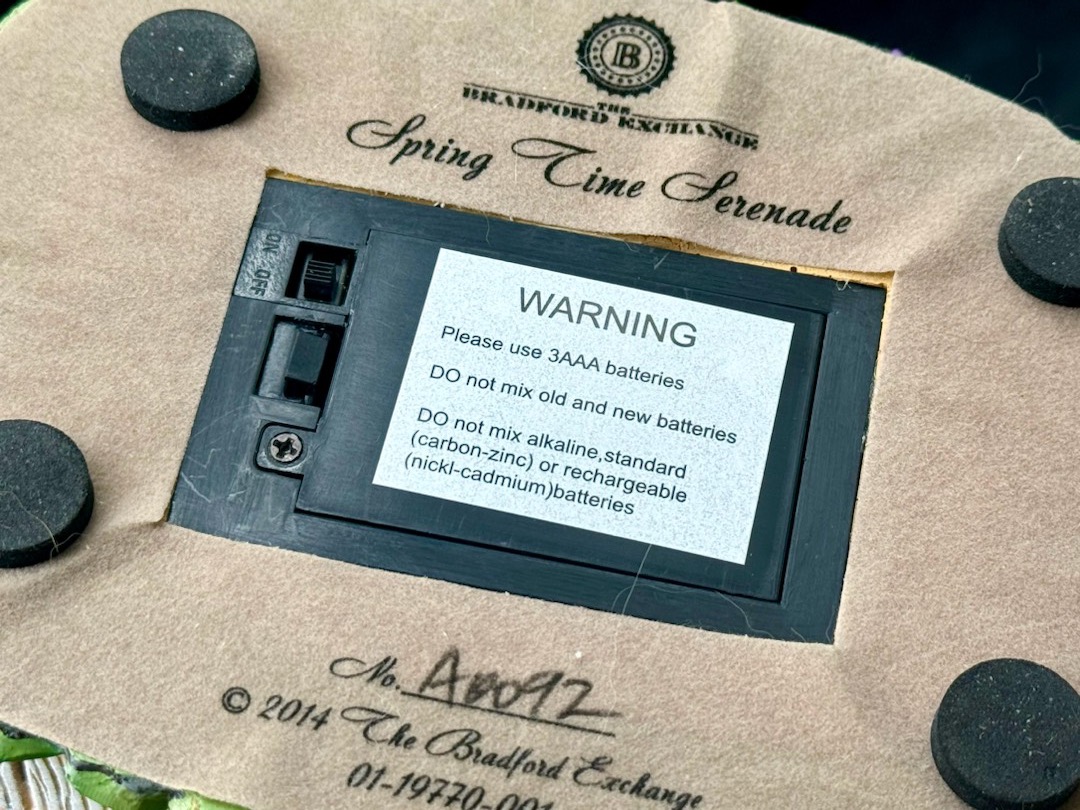 B
THE
BRADFORD EXCHANGE
Spring Time Serenade
ON OFF
WARNING
Please use 3AAA batteries
DO not mix old and new batteries
DO not mix alkaline,standard
(carbon-zinc) or rechargeable
(nickl-cadmium)batteries
No. A0092
© 2014 The Bradford Exchange
01-19770-001